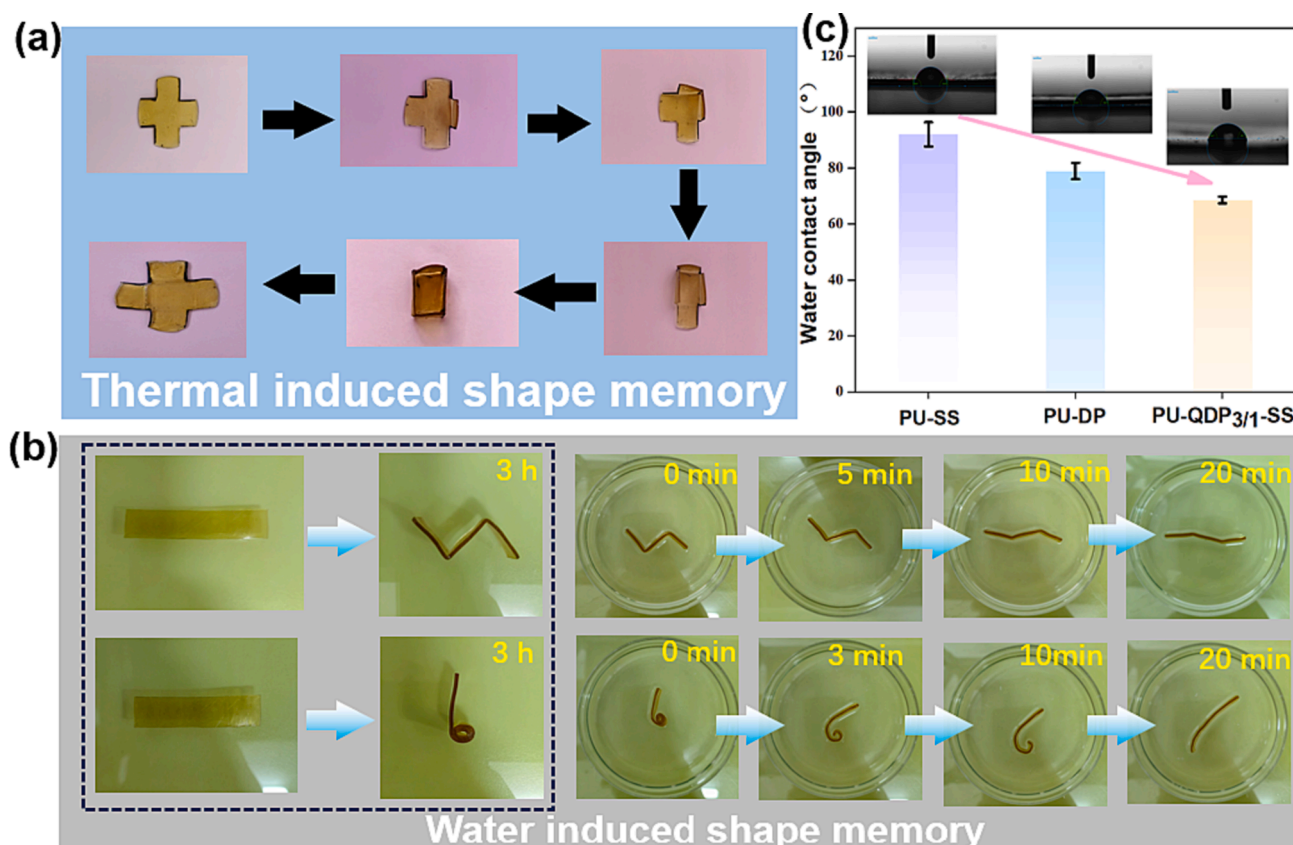 (a)
Thermal induced shape memory
(c)
Water contact angle (°)
120
100
80
60
40
20
0
PU-SS
PU-DP
PU-QDP3/1-SS
(b)
3 h
0 min
5 min
10 min
20 min
3 h
0 min
3 min
10min
20 min
Water induced shape memory